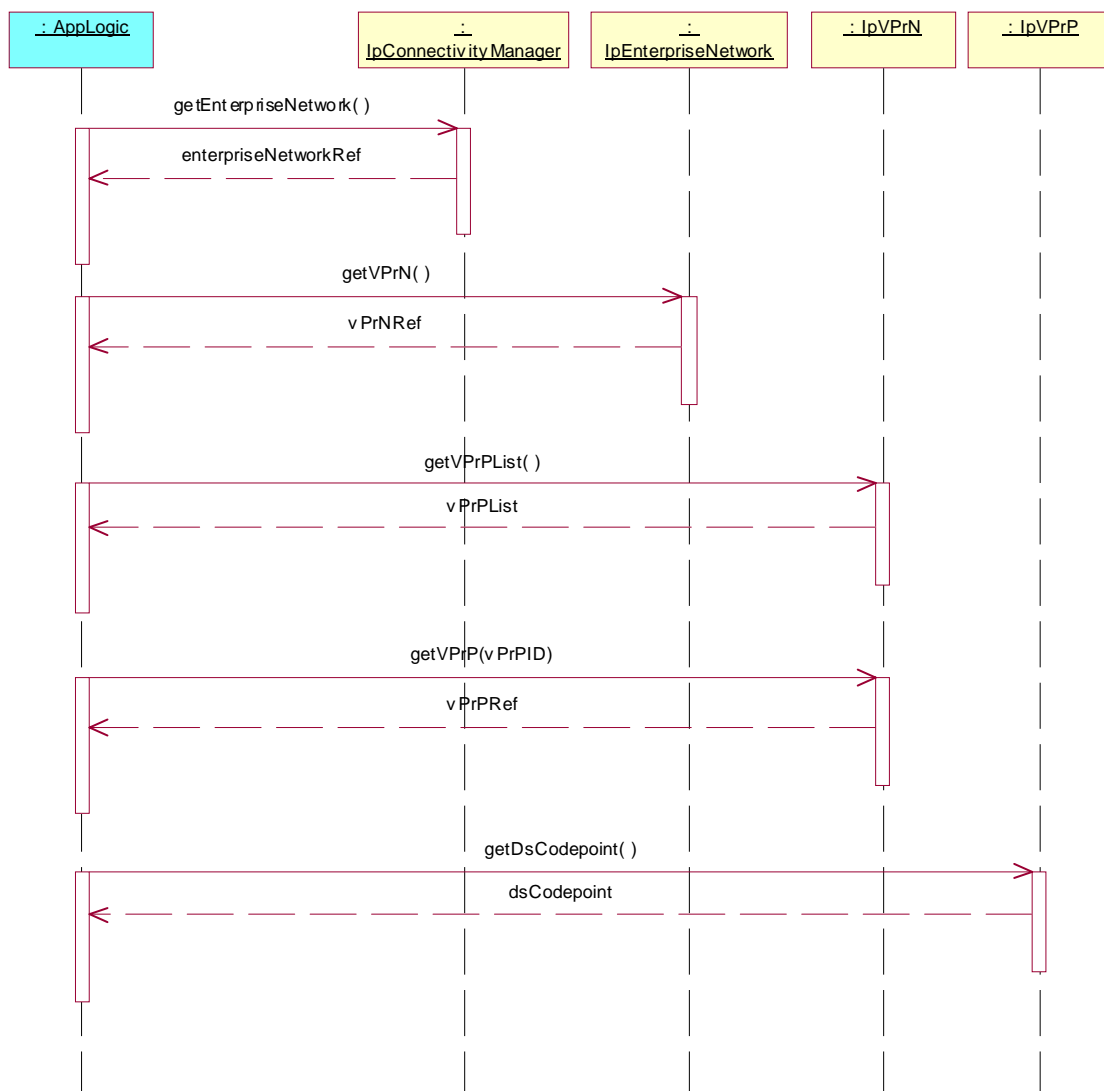 : AppLogic
:
IpConnectivityManager
:
IpEnterpriseNetwork
: IpVPrN
: IpVPrP
getEnterpriseNetwork( )
enterpriseNetworkRef
getVPrN( )
vPrNRef
getVPrPList( )
vPrPList
getVPrP(vPrPID)
vPrPRef
getDsCodepoint( )
dsCodepoint